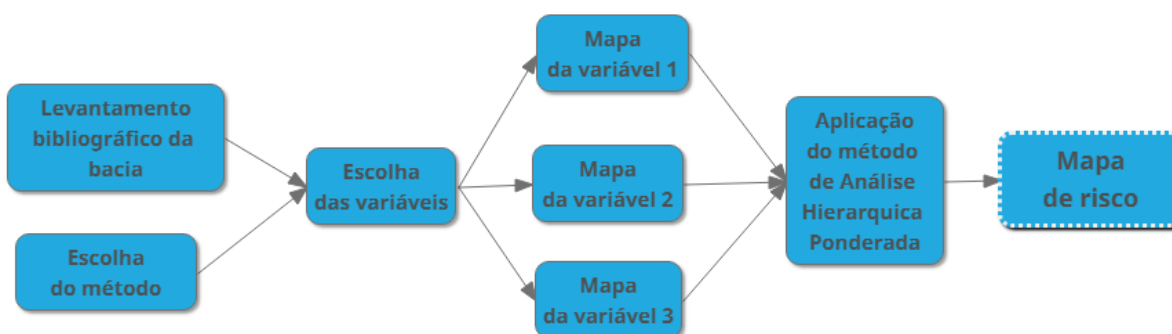 Levantamento
bibliográfico da
bacia
Escolha
do método
Escolha
das variáveis
Mapa
da variável 1
Mapa
da variável 2
Mapa
da variável 3
Aplicação
do método
de Análise
Hierarquica
Ponderada
Mapa
de risco